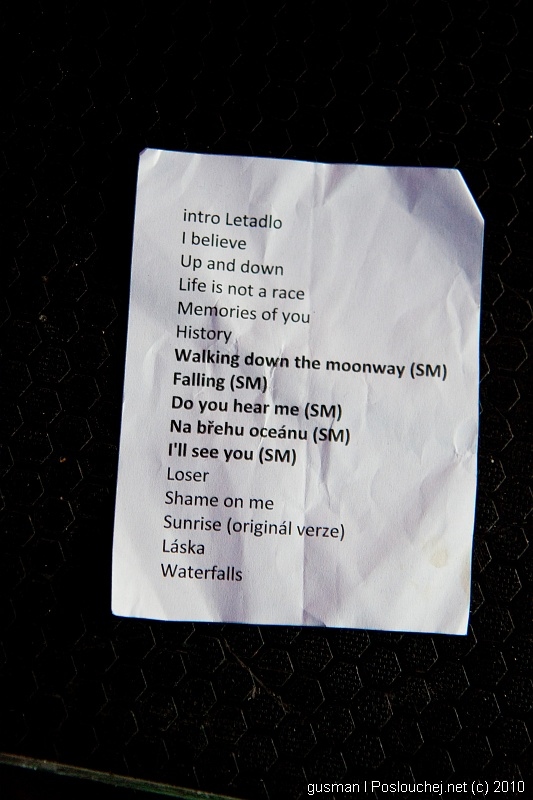 intro Letadlo
I believe
Up and down
Life is not a race
Memories of you
History
Walking down the moonway (SM)
Falling (SM)
Do you hear me (SM)
Na břehu oceánu (SM)
I'll see you (SM)
Loser
Shame on me
Sunrise (originál verze)
Láska
Waterfalls
gusman l Poslouchej.net (c) 2010